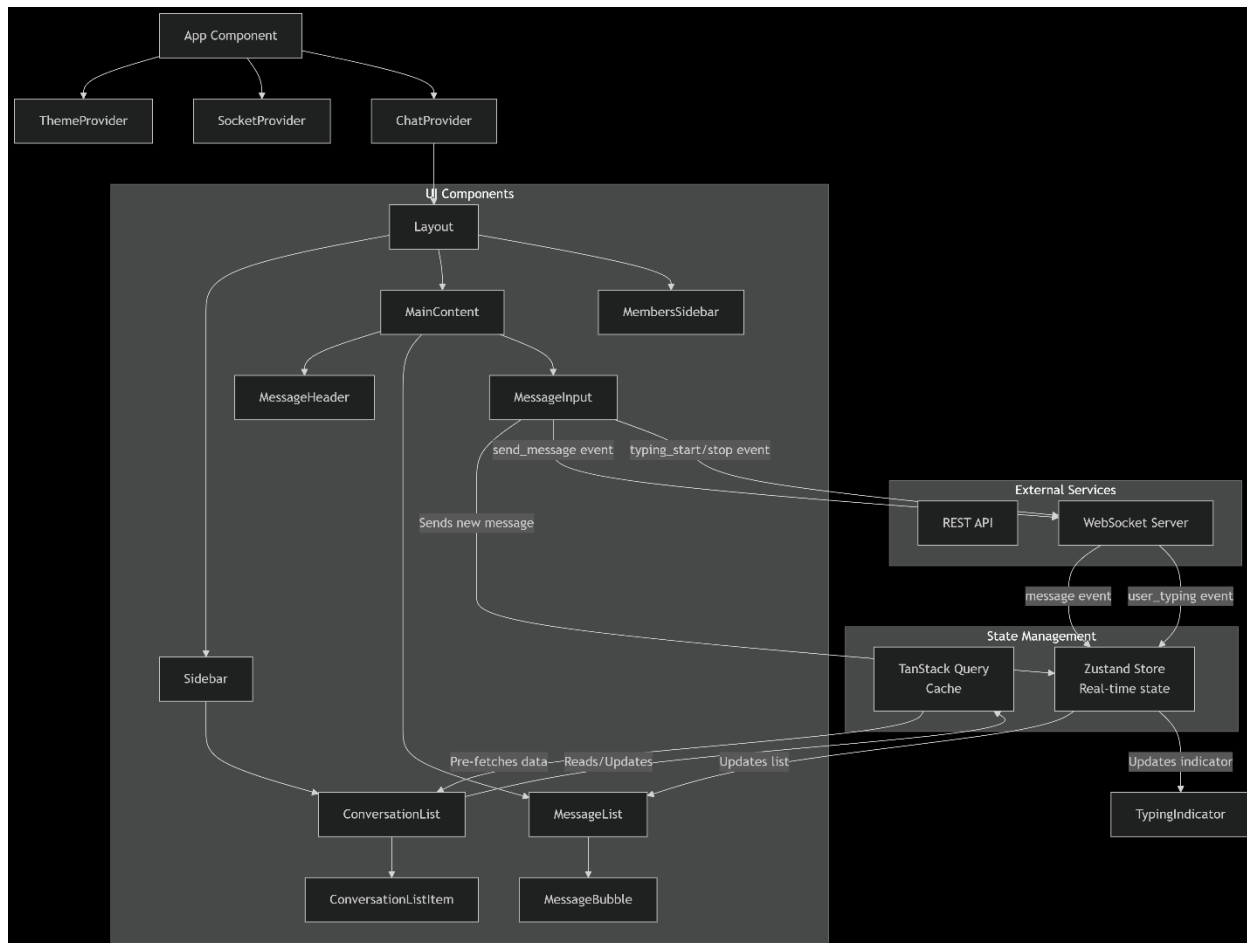 App Component
ThemeProvider
SocketProvider
ChatProvider
UI Components
Layout
MainContent
MembersSidebar
MessageHeader
MessageInput
send_message event
typing_start/stop event
External Services
REST API
WebSocket Server
Sends new message
message event
user_typing event
State Management
Sidebar
TanStack Query
Cache
Zustand Store
Real-time state
Pre-fetches data
Reads/Updates
Updates list
Updates indicator
ConversationList
MessageList
TypingIndicator
ConversationListItem
MessageBubble